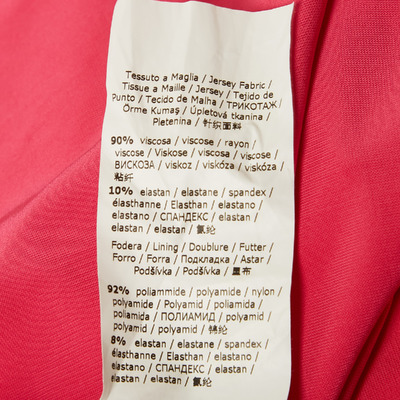 Tessuto a Maglia / Jersey Fabric /
Tissue a Maille / Jersey / Tejido de
Punto / Tecido de Malha / ТРИКОТАЖ /
Örme Kumaş / Úpletová tkanina /
Pletenina / 针织面料
90% viscosa / viscose / rayon /
viscose / Viskose / viscosa / viscose /
ВИСКОЗА / viskoz / viskóza / viskóza /
粘纤
10% elastan / elastane / spandex /
élasthanne / Elasthan / elastano /
elastano / СПАНДЕКС / elastan /
elastan / elastan / 氨纶
Fodera / Lining / Doublure / Futter /
Forro / Forra / Подкладка / Astar /
Podšívka / Podšívka / 里布
92% poliammide / polyamide / nylon /
polyamide / Polyamid / poliamida /
poliamida / ПОЛИАМИД / polyamid /
polyamid / polyamid / 锦纶
8% elastan / elastane / spandex /
élasthanne / Elasthan / elastano /
elastano / СПАНДЕКС / elastan /
elastan / elastan / 氨纶